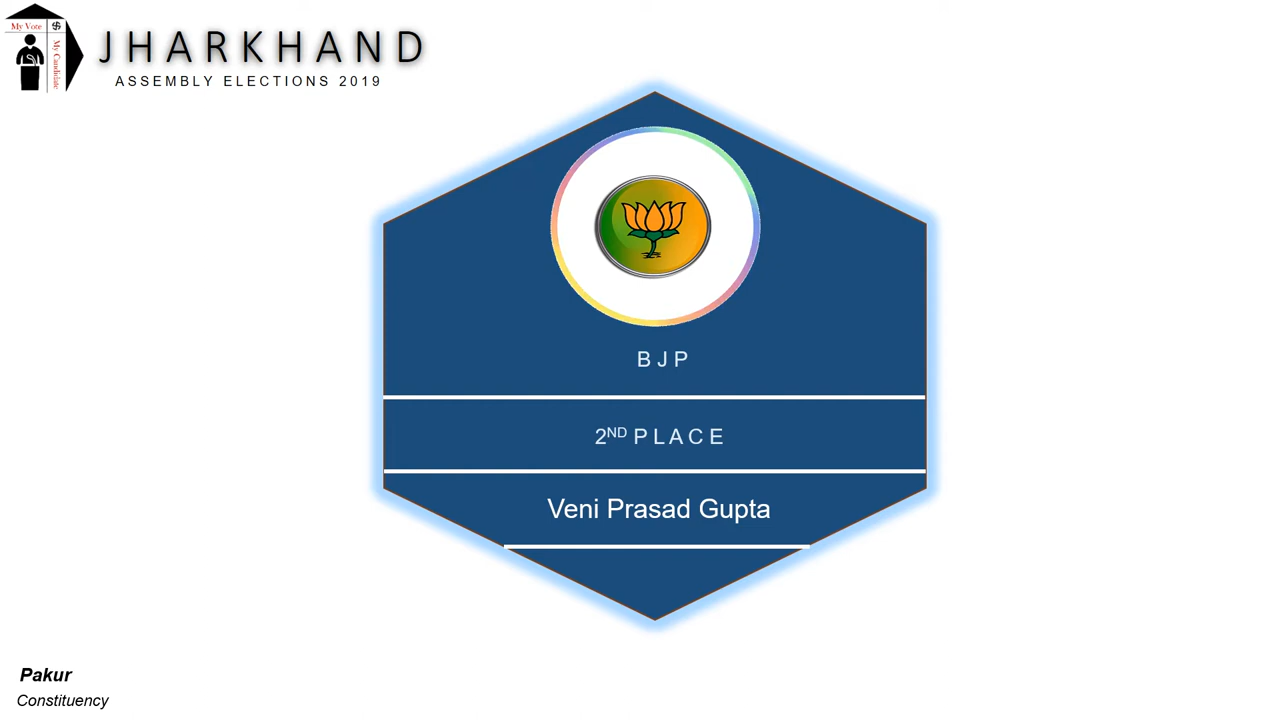 My Vote
My Candidate
JHARKHAND
ASSEMBLY ELECTIONS 2019
BJP
2ND PLACE
Veni Prasad Gupta
Pakur
Constituency